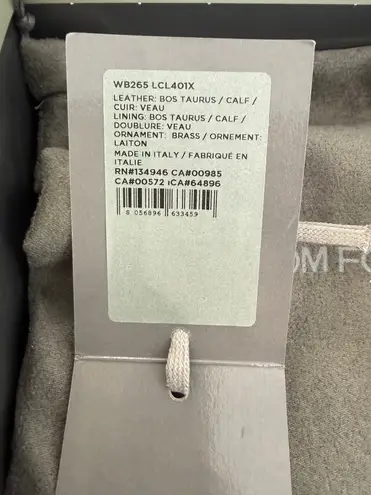 WB265 LCL401X
LEATHER: BOS TAURUS / CALF /
CUIR: VEAU
LINING: BOS TAURUS / CALF /
DOUBLURE: VEAU
ORNAMENT: BRASS / ORNEMENT:
LAITON
MADE IN ITALY / FABRIQUÉ EN
ITALIE
RN#134946 CA#00985
CA#00572 ICA#64896
8 056896 633459
OM FO